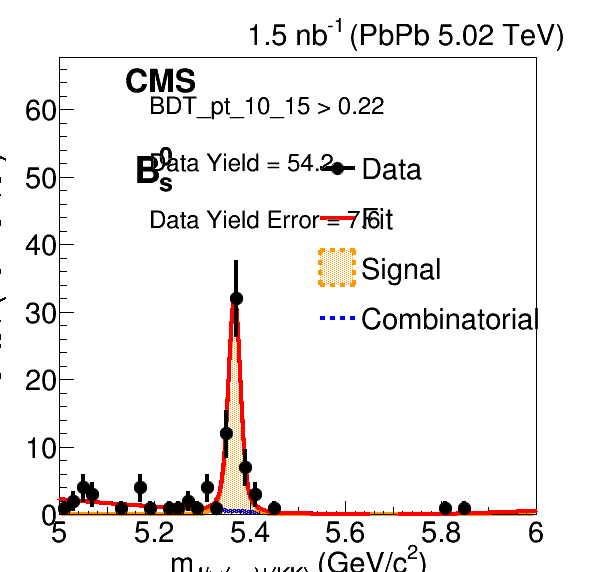 1.5 nb-1 (PbPb 5.02 TeV)
CMS
BDT_pt_10_15 > 0.22
B0s
Data Yield = 54.2
Data Yield Error = 7.6
Data
Fit
Signal
Combinatorial
60
50
40
30
20
10
0
5 5.2 5.4 5.6 5.8 6
m (GeV/c2)